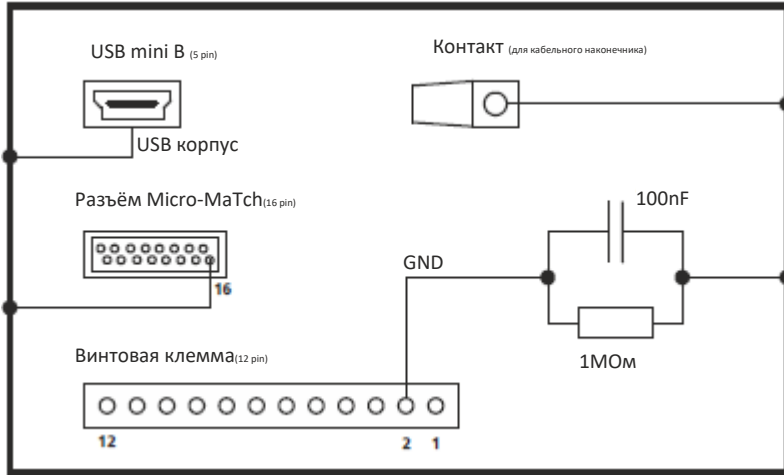 USB mini B (5 pin)
Контакт (для кабельного наконечника)
USB корпус
Разъём Micro-MaTch(16 pin)
100nF
GND
16
1МОм
Винтовая клемма(12 pin)
12 2 1